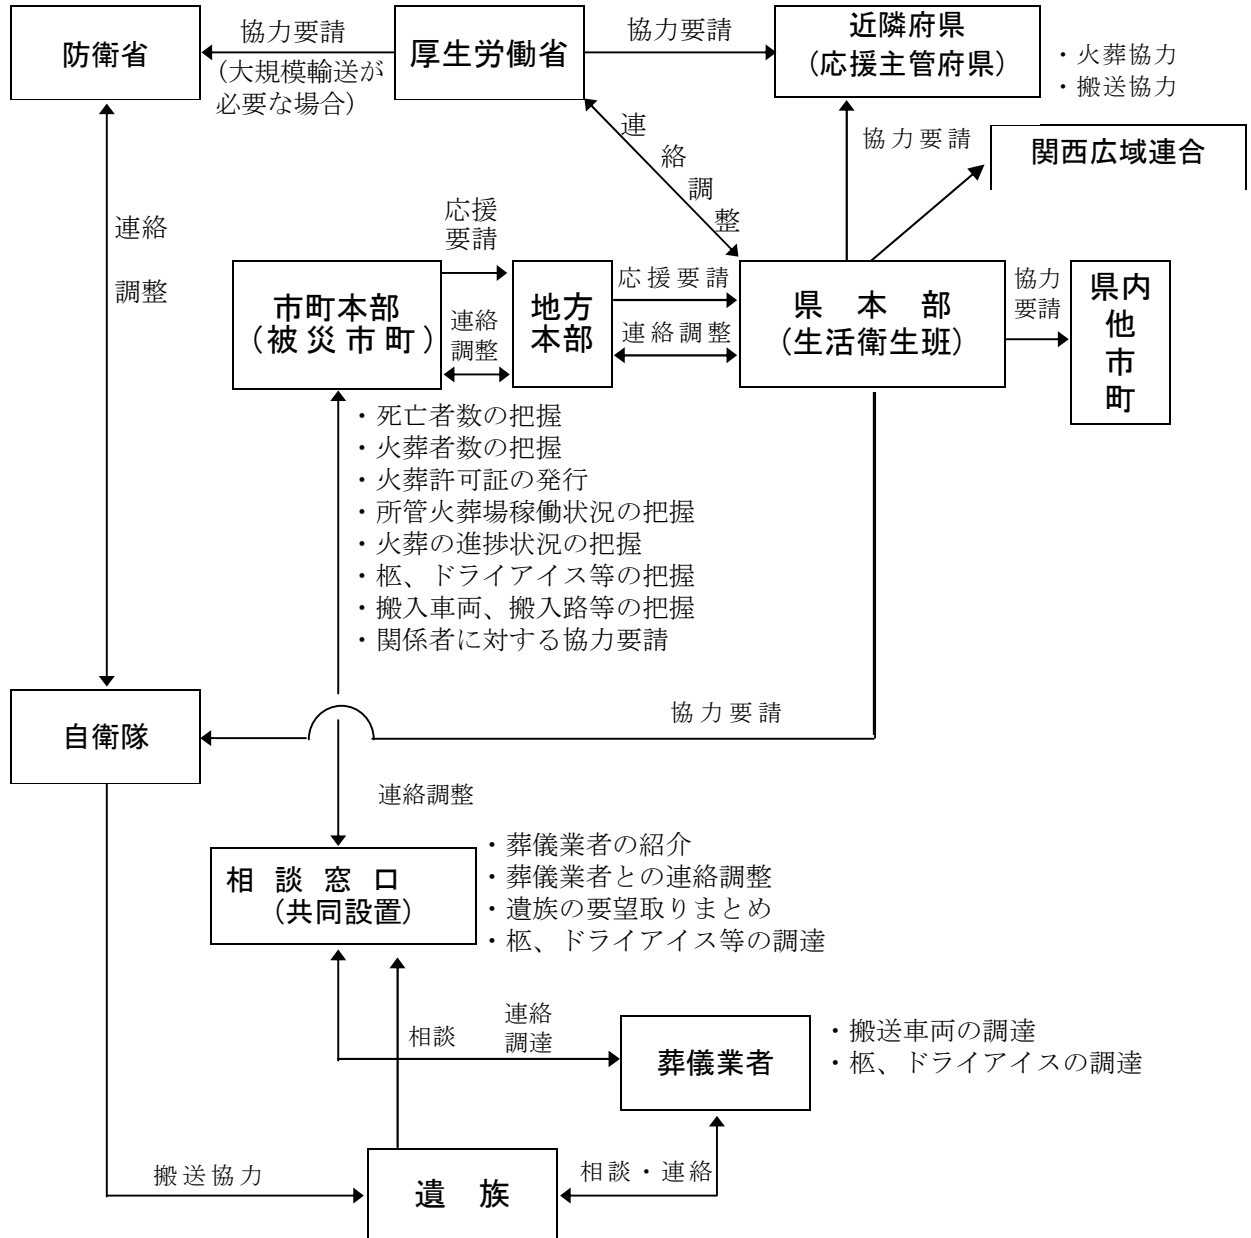 防衛省
協力要請
(大規模輸送が
必要な場合)
厚生労働省
協力要請
近隣府県
(応援主管府県)
・火葬協力
・搬送協力
連絡調整
協力要請
関西広域連合
連絡
調整
応援
要請
市町本部
(被災市町)
連絡
調整
地方
本部
応援要請
連絡調整
県本部
(生活衛生班)
協力
要請
県内
他
市
町
・死亡者数の把握
・火葬者数の把握
・火葬許可証の発行
・所管火葬場稼働状況の把握
・火葬の進捗状況の把握
・柩、ドライアイス等の把握
・搬入車両、搬入路等の把握
・関係者に対する協力要請
自衛隊
協力要請
連絡調整
相談窓口
(共同設置)
・葬儀業者の紹介
・葬儀業者との連絡調整
・遺族の要望取りまとめ
・柩、ドライアイス等の調達
相談
連絡
調達
葬儀業者
・搬送車両の調達
・柩、ドライアイスの調達
搬送協力
遺族
相談・連絡